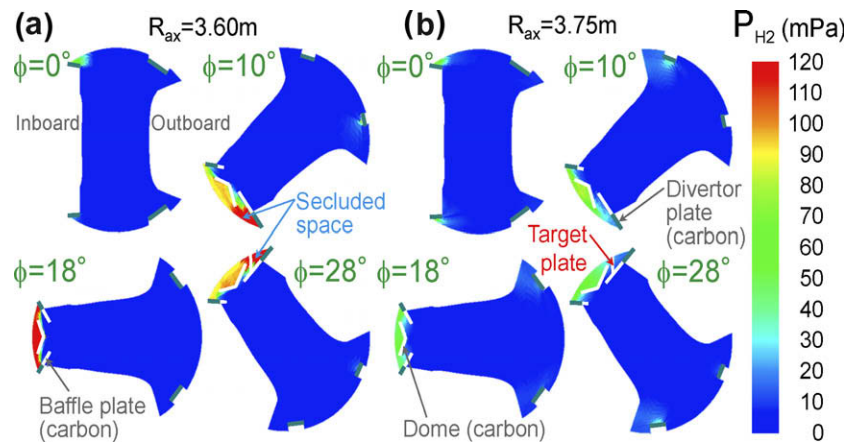 (a) R_ax=3.60m
ϕ=0°
ϕ=10°
Inboard
Outboard
Secluded
space
ϕ=18°
ϕ=28°
Baffle plate
(carbon)
(b) R_ax=3.75m
ϕ=0°
ϕ=10°
Divertor
plate
(carbon)
Target
plate
ϕ=18°
ϕ=28°
Dome (carbon)
P_H2 (mPa)
120
110
100
90
80
70
60
50
40
30
20
10
0